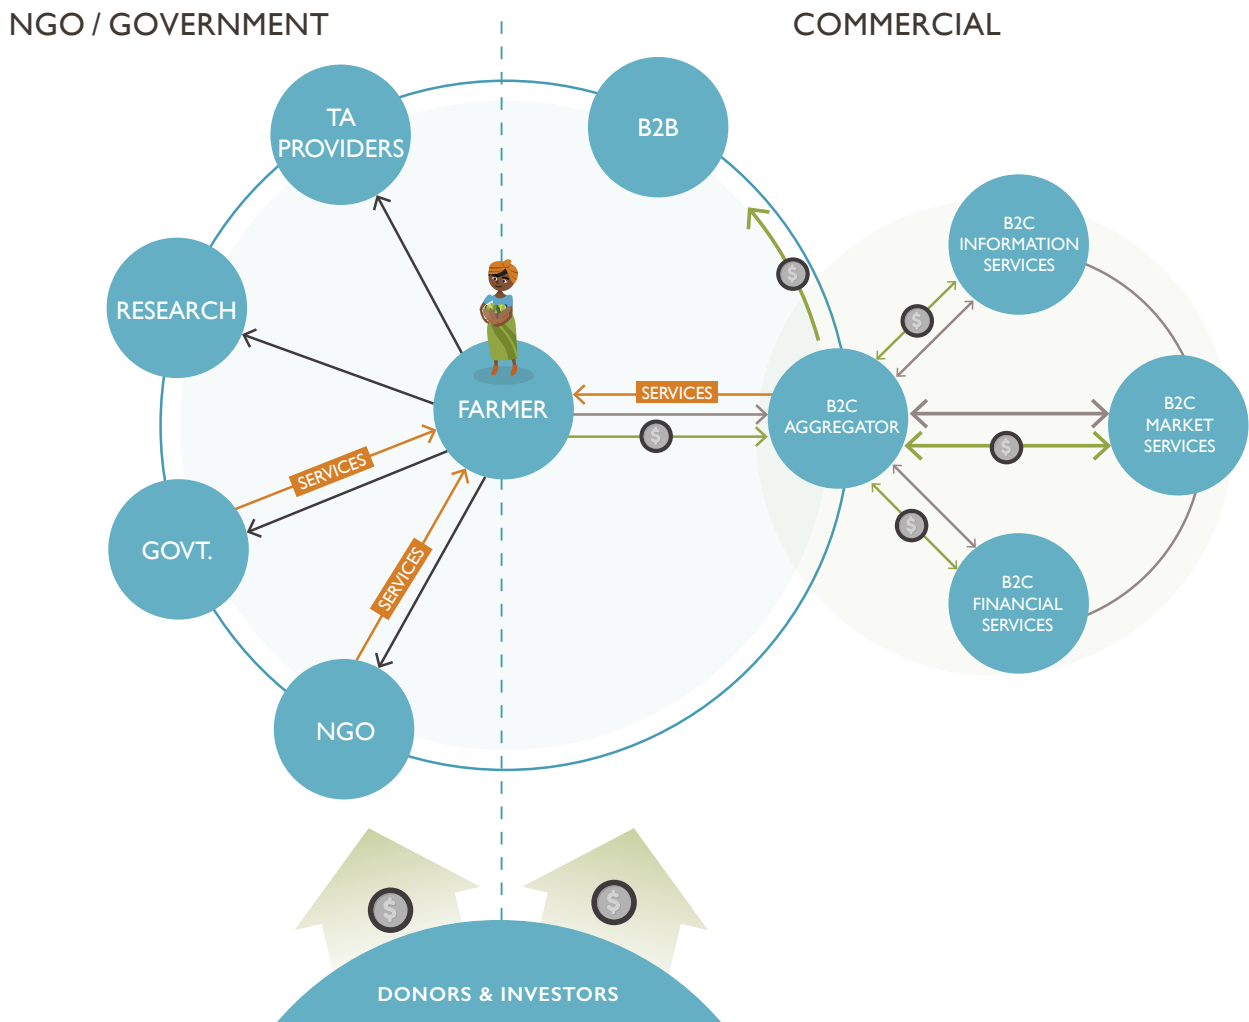 NGO / GOVERNMENT
COMMERCIAL
TA
PROVIDERS
B2B
RESEARCH
B2C
INFORMATION
SERVICES
FARMER
SERVICES
$
$
$
B2C
AGGREGATOR
$
B2C
MARKET
SERVICES
SERVICES
GOVT.
SERVICES
$
B2C
FINANCIAL
SERVICES
NGO
$
$
DONORS & INVESTORS